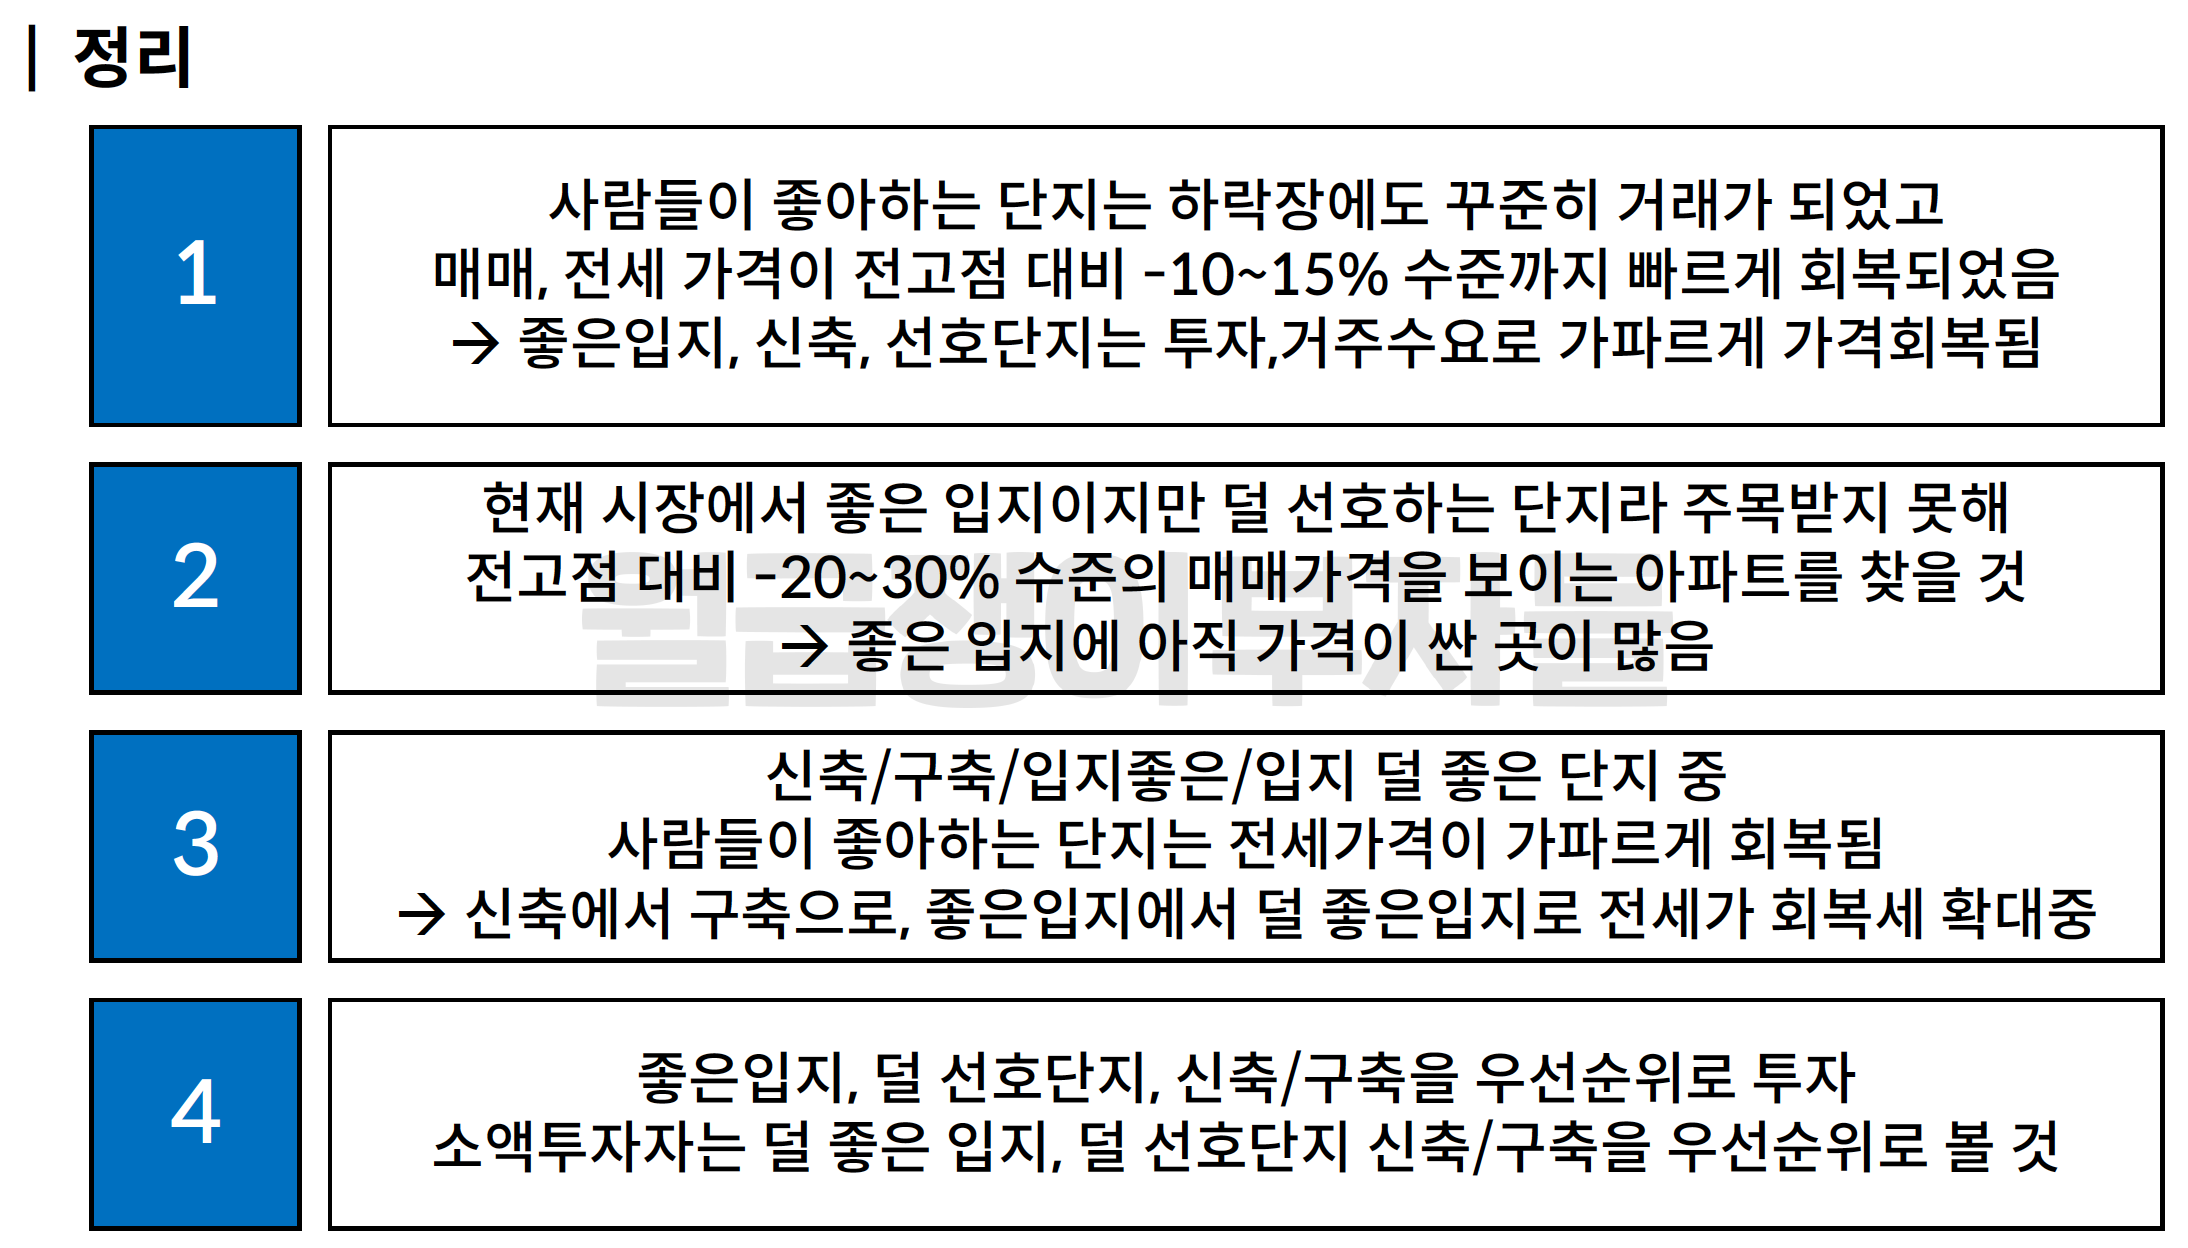 | 정리
1
사람들이 좋아하는 단지는 하락장에도 꾸준히 거래가 되었고
매매, 전세 가격이 전고점 대비 -10~15% 수준까지 빠르게 회복되었음
→ 좋은입지, 신축, 선호단지는 투자,거주수요로 가파르게 가격회복됨
2
현재 시장에서 좋은 입지이지만 덜 선호하는 단지라 주목받지 못해
전고점 대비 -20~30% 수준의 매매가격을 보이는 아파트를 찾을 것
→ 좋은 입지에 아직 가격이 싼 곳이 많음
월급쟁이부자들
3
신축/구축/입지좋은/입지 덜 좋은 단지 중
사람들이 좋아하는 단지는 전세가격이 가파르게 회복됨
→ 신축에서 구축으로, 좋은입지에서 덜 좋은입지로 전세가 회복세 확대중
4
좋은입지, 덜 선호단지, 신축/구축을 우선순위로 투자
소액투자자는 덜 좋은 입지, 덜 선호단지 신축/구축을 우선순위로 볼 것